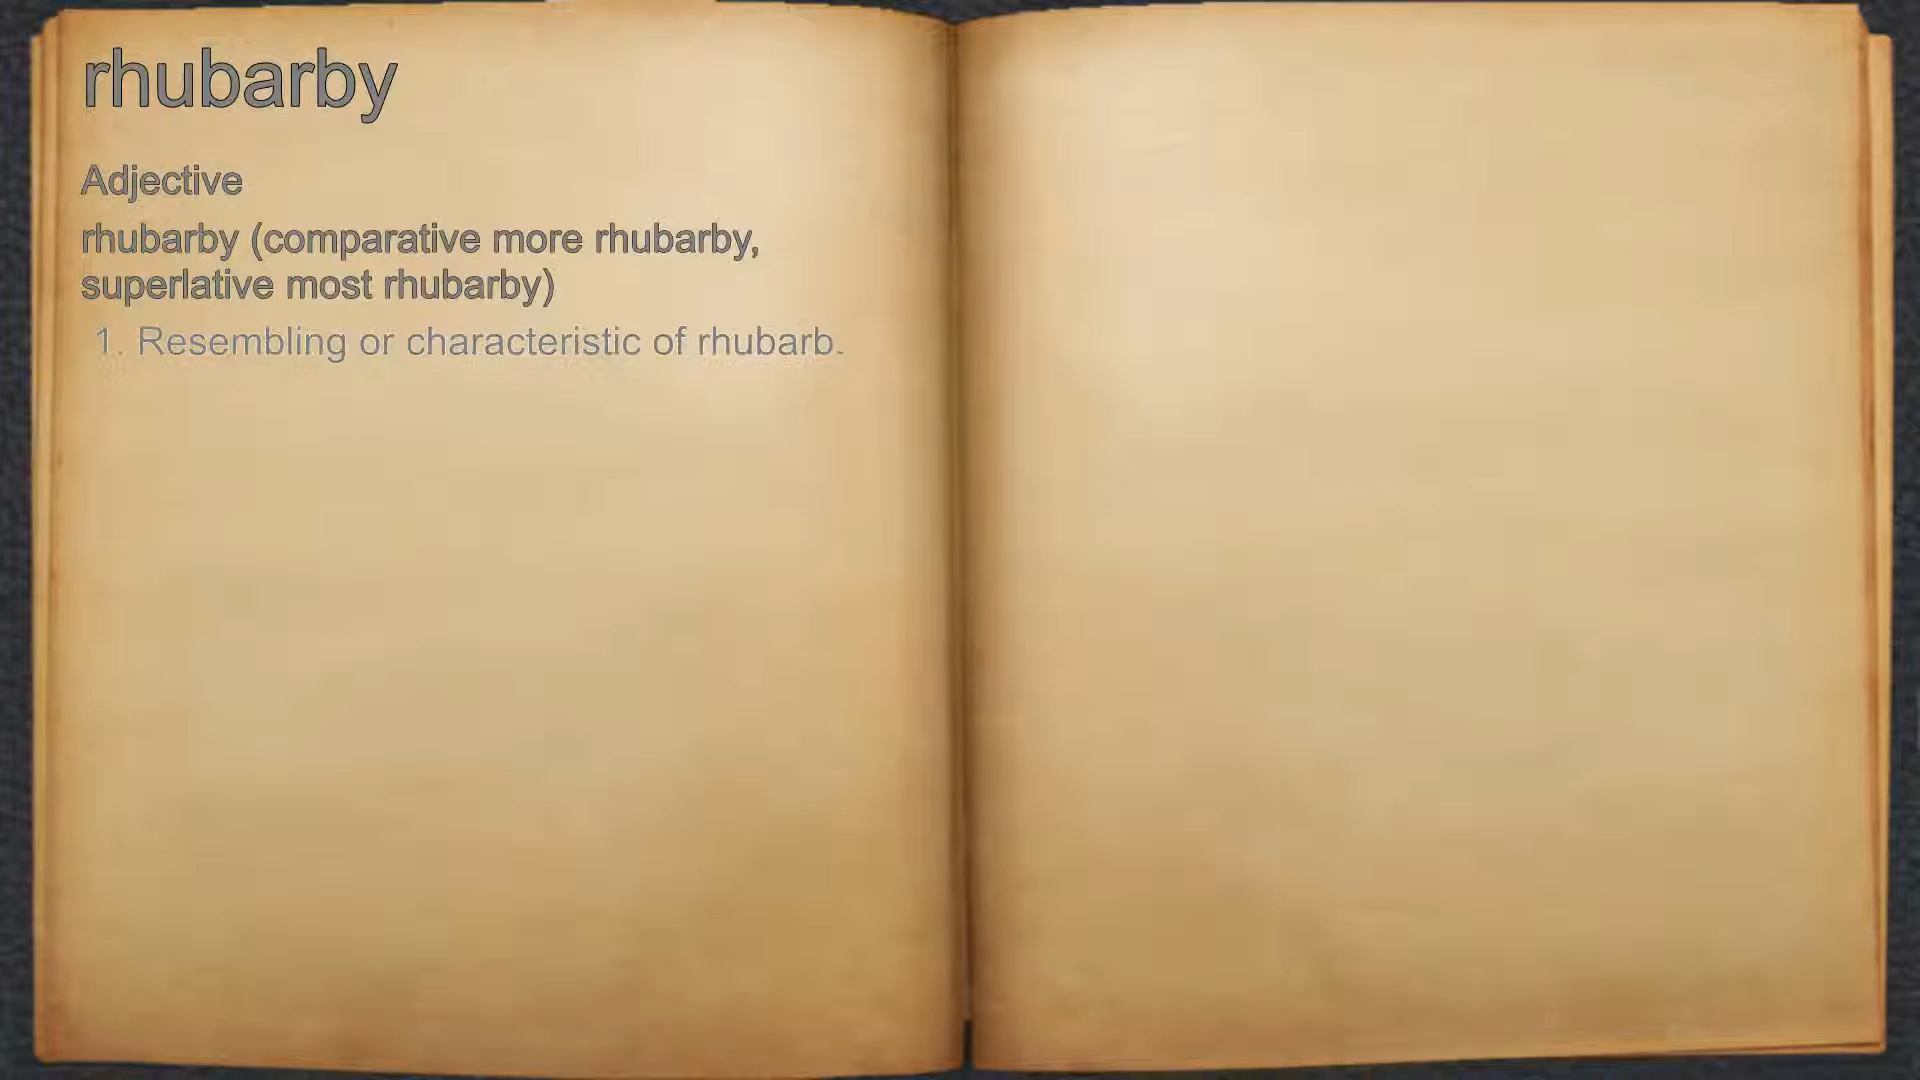 rhubarby
Adjective
rhubarby (comparative more rhubarby,
superlative most rhubarby)
1. Resembling or characteristic of rhubarb.